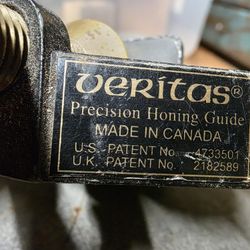 veritas®
Precision Honing Guide
MADE IN CANADA
U.S. PATENT No. 4733501
U.K. PATENT No. 2182589